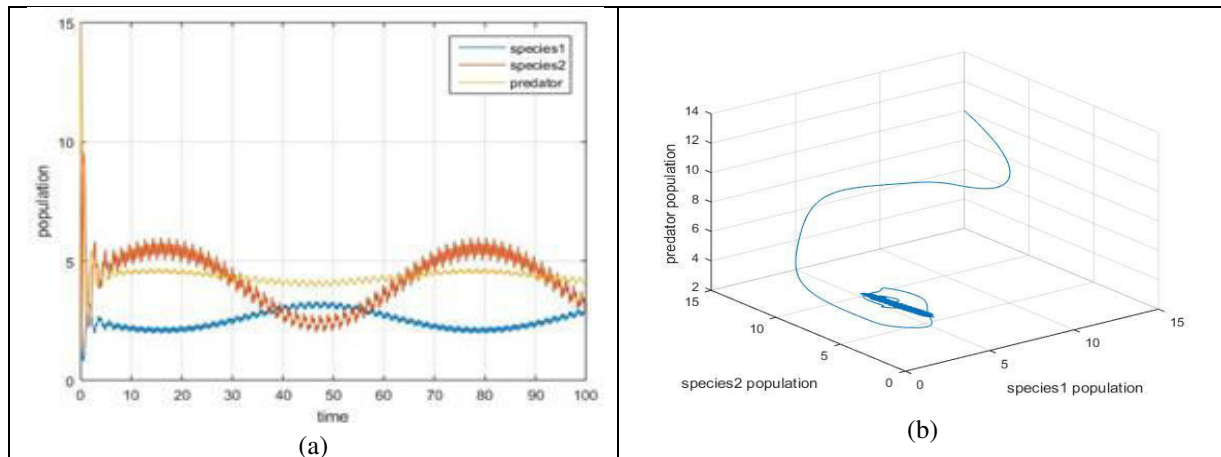 15
10
5
0
population
species1
species2
predator
0 10 20 30 40 50 60 70 80 90 100
time
(a)
14
12
10
8
6
4
2
predator population
15
10
5
0
species2 population
0
5
10
15
species1 population
(b)